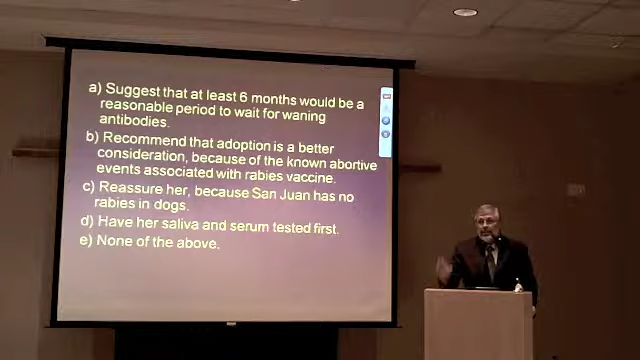 a) Suggest that at least 6 months would be a
reasonable period to wait for waning
antibodies.
b) Recommend that adoption is a better
consideration, because of the known abortive
events associated with rabies vaccine.
c) Reassure her, because San Juan has no
rabies in dogs.
d) Have her saliva and serum tested first.
e) None of the above.